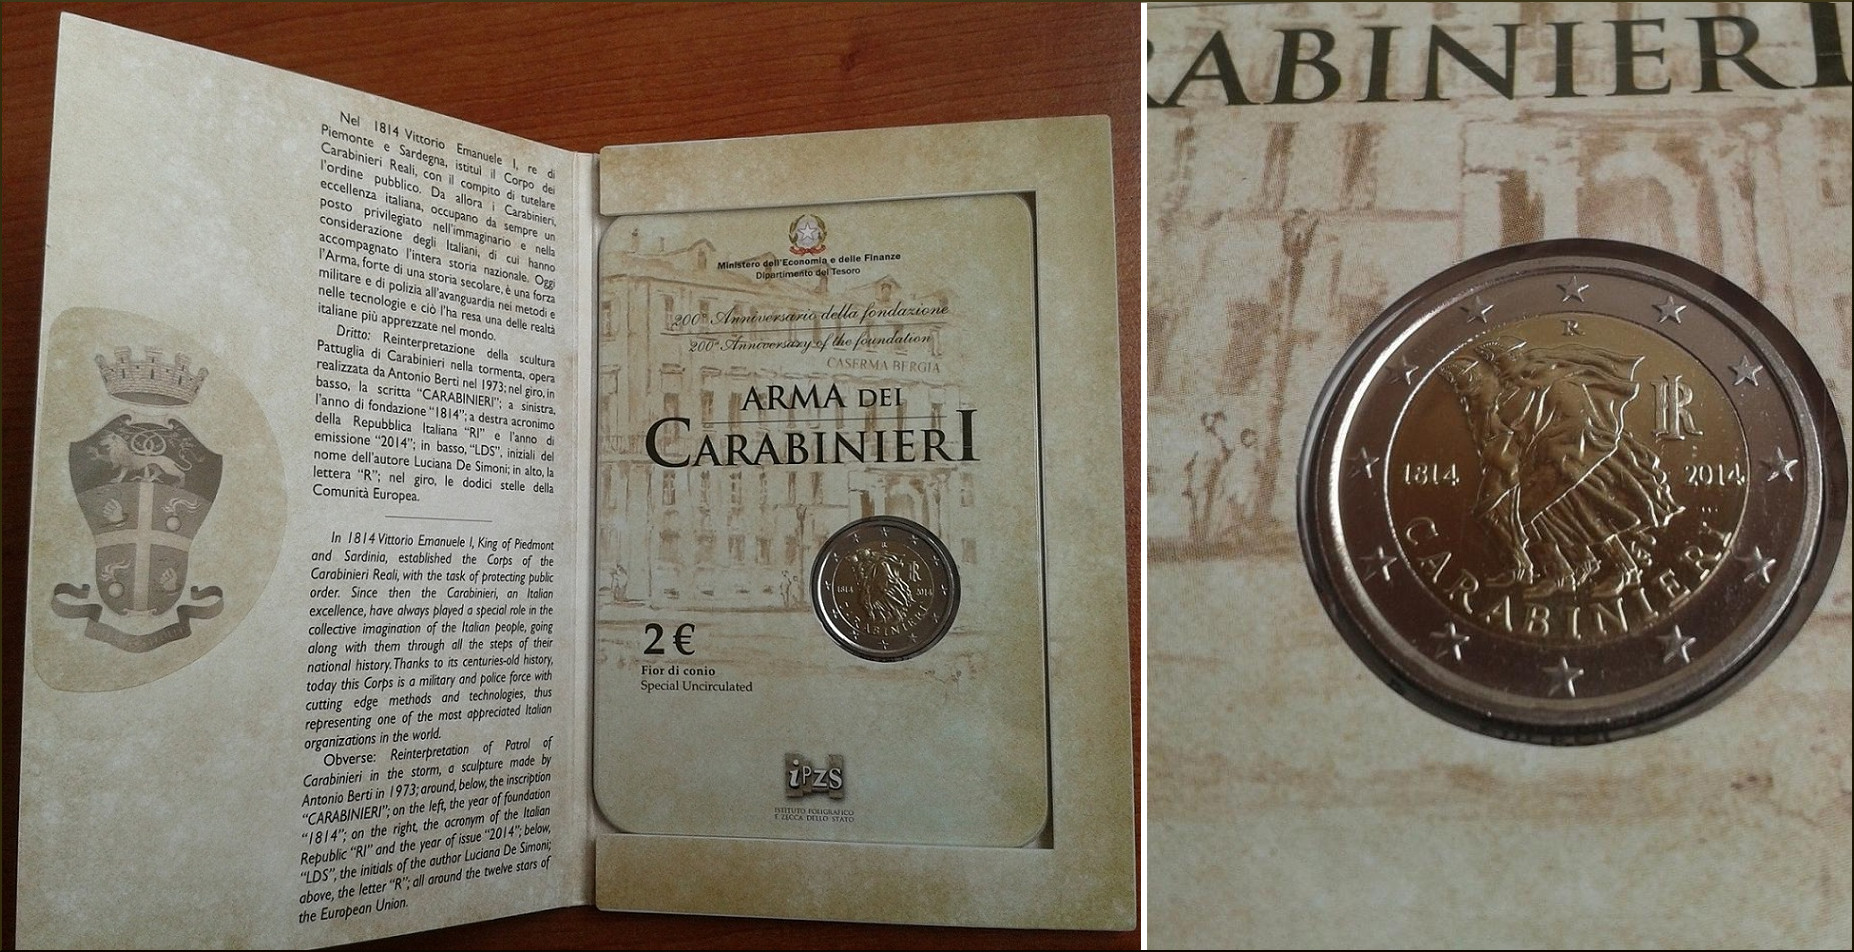 Nel 1814 Vittorio Emanuele I, re di
Piemonte e Sardegna, istituì il Corpo dei
Carabinieri Reali, con il compito di tutelare
l'ordine pubblico. Da allora i Carabinieri,
eccellenza italiana, occupano da sempre un
posto privilegiato nell'immaginario e nella
considerazione degli Italiani, di cui hanno
accompagnato l'intera storia nazionale. Oggi
l'Arma, forte di una storia secolare, è una forza
militare e di polizia all'avanguardia nei metodi e
nelle tecnologie e ciò l'ha resa una delle realtà
italiane più apprezzate nel mondo.
Dritto: Reinterpretazione della scultura
Pattuglia di Carabinieri nella tormenta, opera
realizzata da Antonio Berti nel 1973; nel giro, in
basso, la scritta "CARABINIERI"; a sinistra,
l'anno di fondazione "1814"; a destra acronimo
della Repubblica Italiana "RI" e l'anno di
emissione "2014"; in basso, "LDS", iniziali del
nome dell'autore Luciana De Simoni; in alto, la
lettera "R"; nel giro, le dodici stelle della
Comunità Europea.
In 1814 Vittorio Emanuele I, King of Piedmont
and Sardinia, established the Corps of the
Carabinieri Reali, with the task of protecting public
order. Since then the Carabinieri, an Italian
excellence, have always played a special role in the
collective imagination of the Italian people, going
along with them through all the steps of their
national history. Thanks to its centuries-old history,
today this Corps is a military and police force with
cutting edge methods and technologies, thus
representing one of the most appreciated Italian
organizations in the world.
Obverse: Reinterpretation of Patrol of
Carabinieri in the storm, a sculpture made by
Antonio Berti in 1973; around, below, the inscription
"CARABINIERI"; on the left, the year of foundation
"1814"; on the right, the acronym of the Italian
Republic "RI" and the year of issue "2014"; below,
"LDS", the initials of the author Luciana De Simoni;
above, the letter "R"; all around the twelve stars of
the European Union.
Ministero dell'Economia e delle Finanze
Dipartimento del Tesoro
200° Anniversario della fondazione
200th Anniversary of the foundation
CASERMA BERGIA
ARMA DEI
CARABINIERI
R
RI
1814 2014
CARABINIERI
2 €
Fior di conio
Special Uncirculated
iPZS
ISTITUTO POLIGRAFICO
E ZECCA DELLO STATO
RABINIERI
R
RI
1814 2014
CARABINIERI